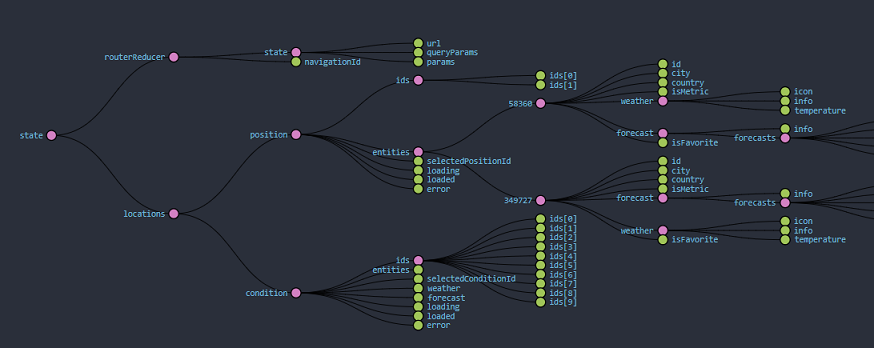 state
routerReducer
state
url
queryParams
params
navigationId
locations
position
ids
ids[0]
ids[1]
entities
58360
id
city
country
isMetric
weather
icon
info
temperature
forecast
info
forecasts
isFavorite
349727
id
city
country
isMetric
forecast
info
forecasts
weather
icon
info
temperature
isFavorite
selectedPositionId
loading
loaded
error
condition
ids
ids[0]
ids[1]
ids[2]
ids[3]
ids[4]
ids[5]
ids[6]
ids[7]
ids[8]
ids[9]
entities
selectedConditionId
weather
forecast
loading
loaded
error